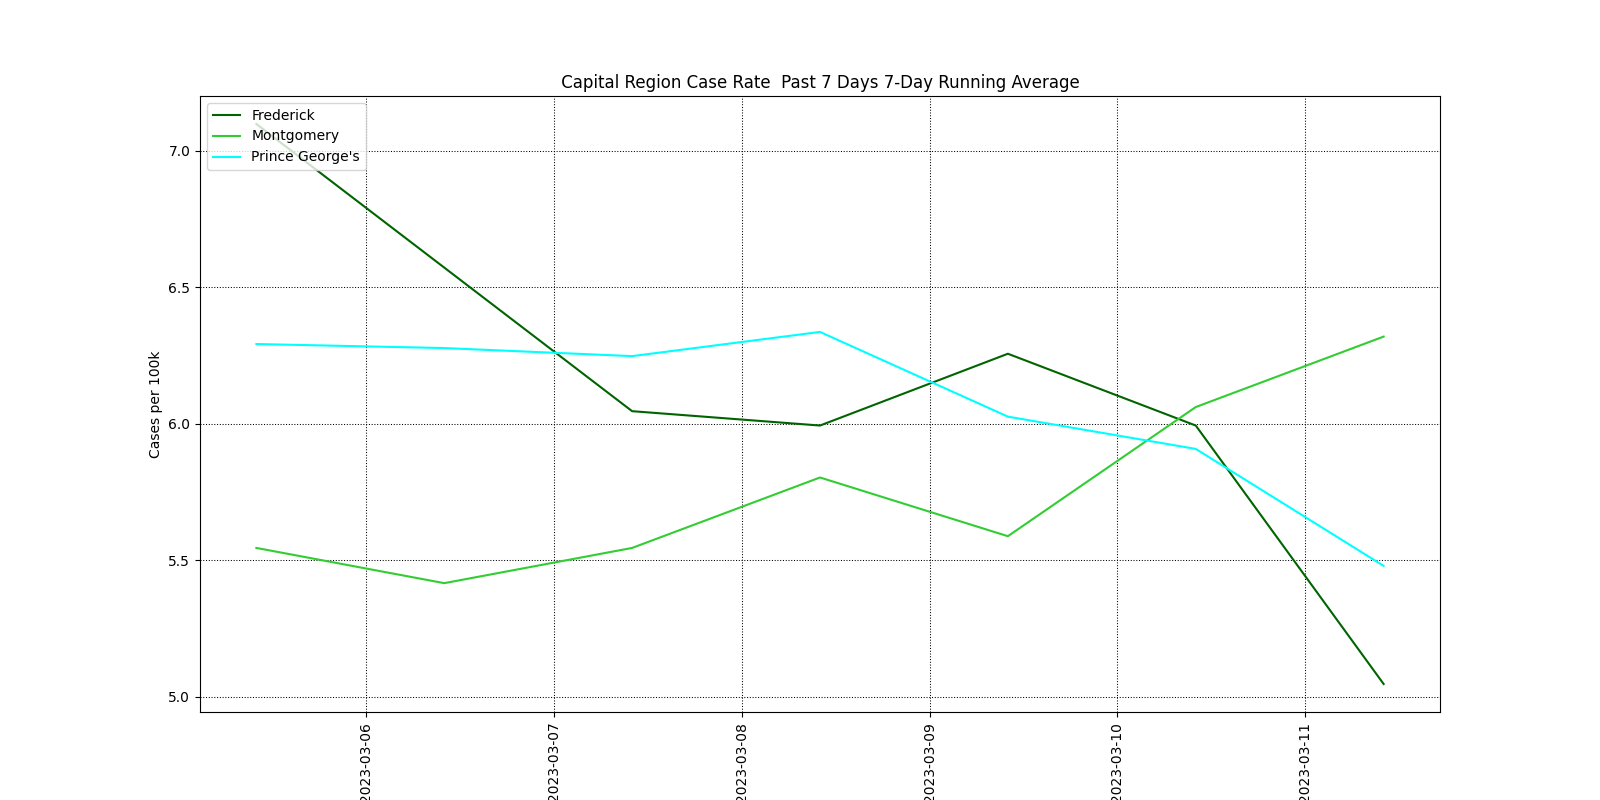 Capital Region Case Rate  Past 7 Days 7-Day Running Average
Frederick
Montgomery
Prince George's
7.0
6.5
6.0
5.5
5.0
Cases per 100k
2023-03-06
2023-03-07
2023-03-08
2023-03-09
2023-03-10
2023-03-11